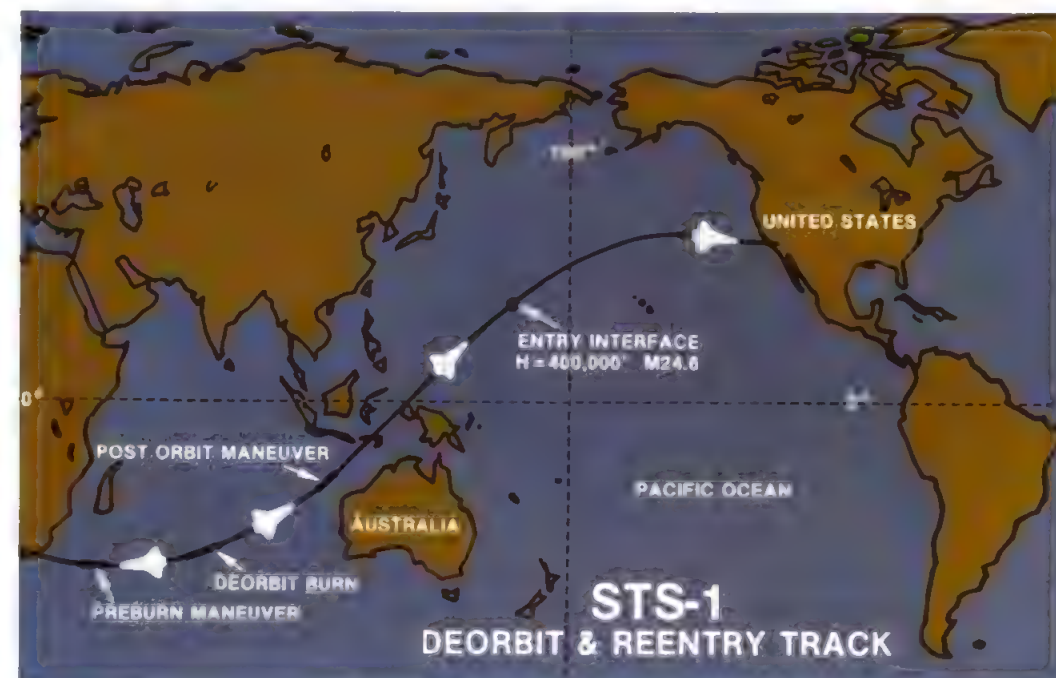 UNITED STATES
ENTRY INTERFACE
H=400,000' M24.6
0°
POST ORBIT MANEUVER
PACIFIC OCEAN
AUSTRALIA
DEORBIT BURN
PREBURN MANEUVER
STS-1
DEORBIT & REENTRY TRACK